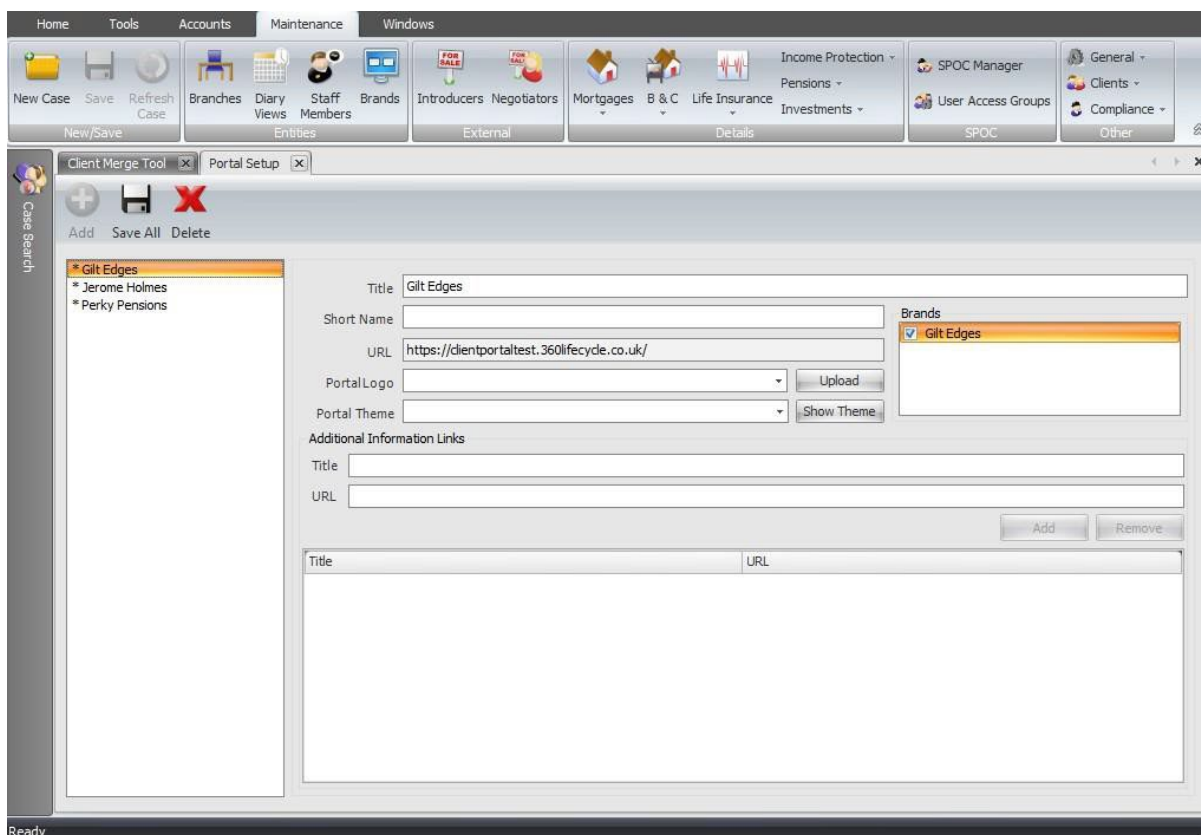 Home Tools Accounts Maintenance Windows
New Case Save Refresh Case Branches Diary Views Staff Members Brands Introducers Negotiators Mortgages B & C Life Insurance
Income Protection
Pensions
Investments
SPOC Manager
User Access Groups
General
Clients
Compliance
New/Save Entities External Details SPOC Other
Case Search
Client Merge Tool Portal Setup
Add Save All Delete
* Gilt Edges
* Jerome Holmes
* Perky Pensions
Title Gilt Edges
Short Name
URL https://clientportaltest.360lifecycle.co.uk/
PortalLogo Upload
Portal Theme Show Theme
Brands
Gilt Edges
Additional Information Links
Title
URL
Add Remove
Title URL
Ready